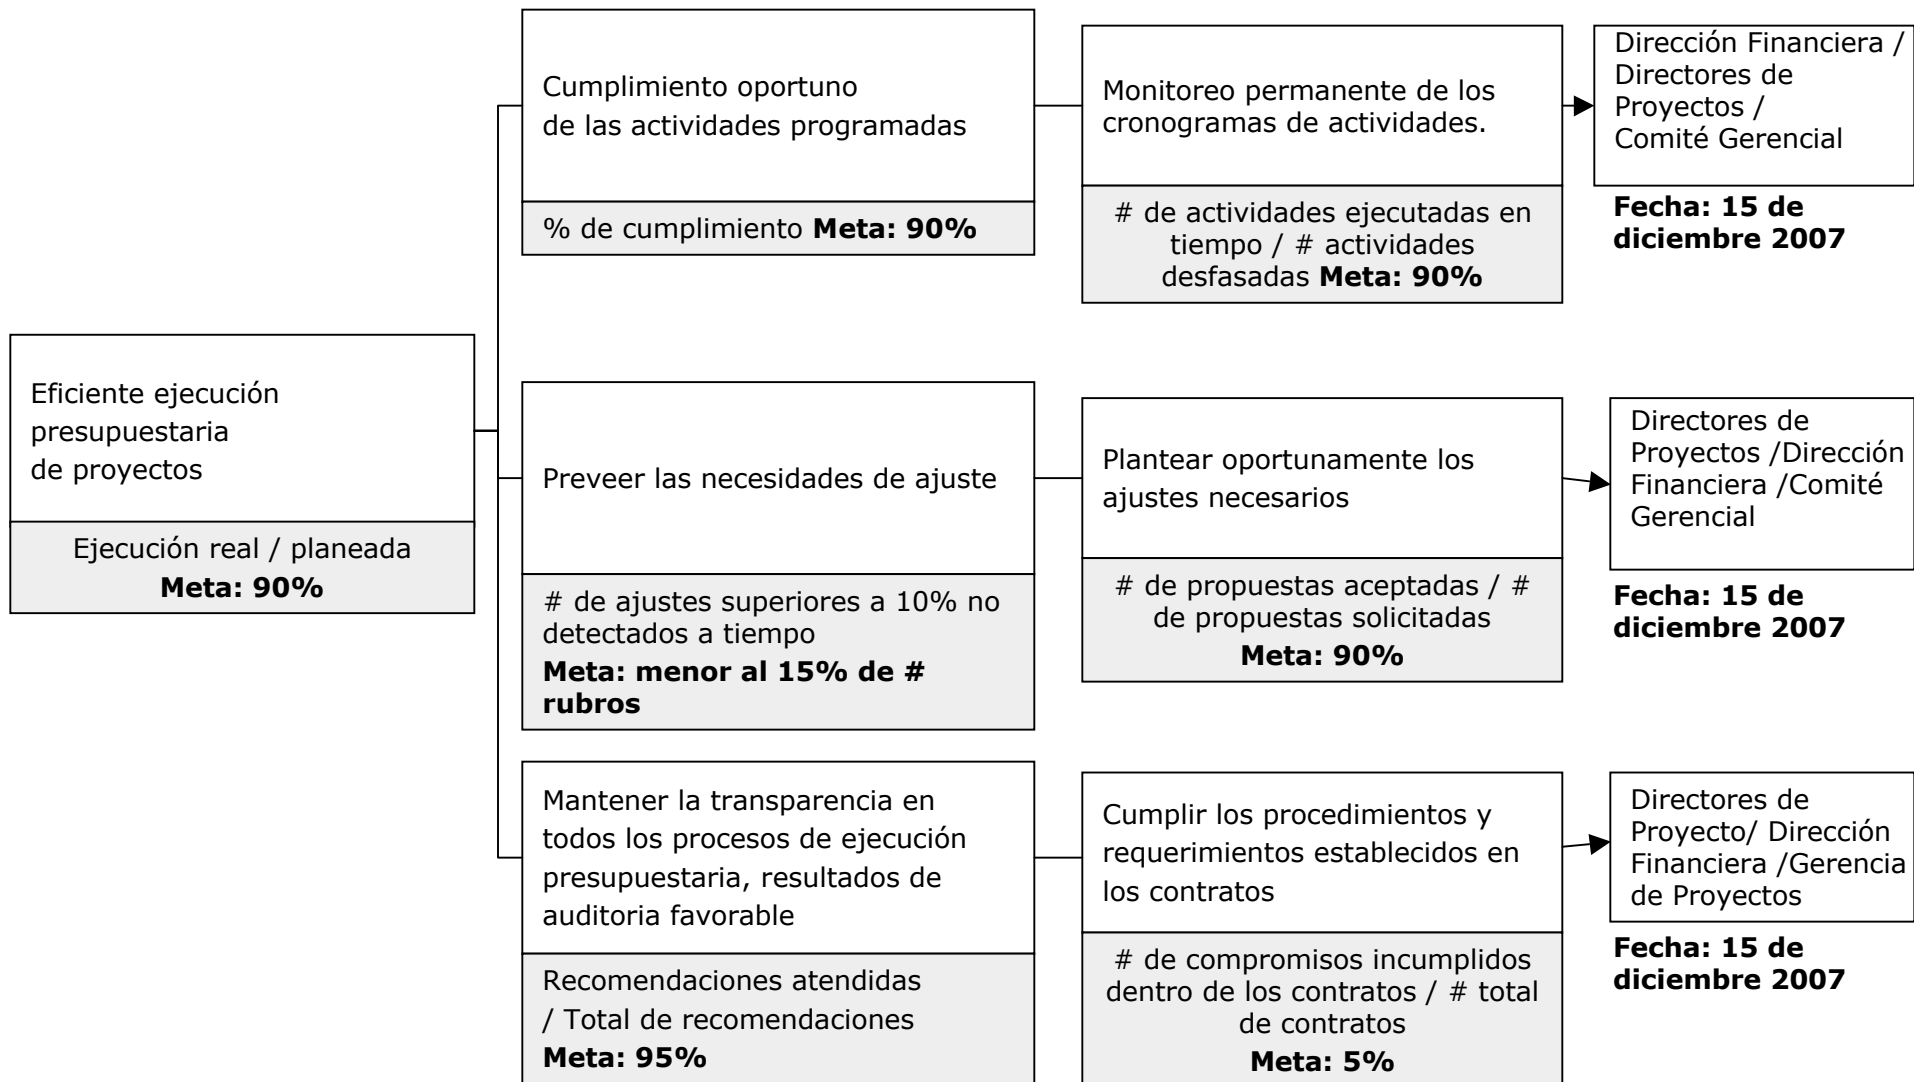 Eficiente ejecución
presupuestaria
de proyectos
Ejecución real / planeada
Meta: 90%
Cumplimiento oportuno
de las actividades programadas
% de cumplimiento Meta: 90%
Monitoreo permanente de los
cronogramas de actividades.
# de actividades ejecutadas en
tiempo / # actividades
desfasadas Meta: 90%
Dirección Financiera /
Directores de
Proyectos /
Comité Gerencial
Fecha: 15 de
diciembre 2007
Preveer las necesidades de ajuste
# de ajustes superiores a 10% no
detectados a tiempo
Meta: menor al 15% de #
rubros
Plantear oportunamente los
ajustes necesarios
# de propuestas aceptadas / #
de propuestas solicitadas
Meta: 90%
Directores de
Proyectos /Dirección
Financiera /Comité
Gerencial
Fecha: 15 de
diciembre 2007
Mantener la transparencia en
todos los procesos de ejecución
presupuestaria, resultados de
auditoria favorable
Recomendaciones atendidas
/ Total de recomendaciones
Meta: 95%
Cumplir los procedimientos y
requerimientos establecidos en
los contratos
# de compromisos incumplidos
dentro de los contratos / # total
de contratos
Meta: 5%
Directores de
Proyecto/ Dirección
Financiera /Gerencia
de Proyectos
Fecha: 15 de
diciembre 2007